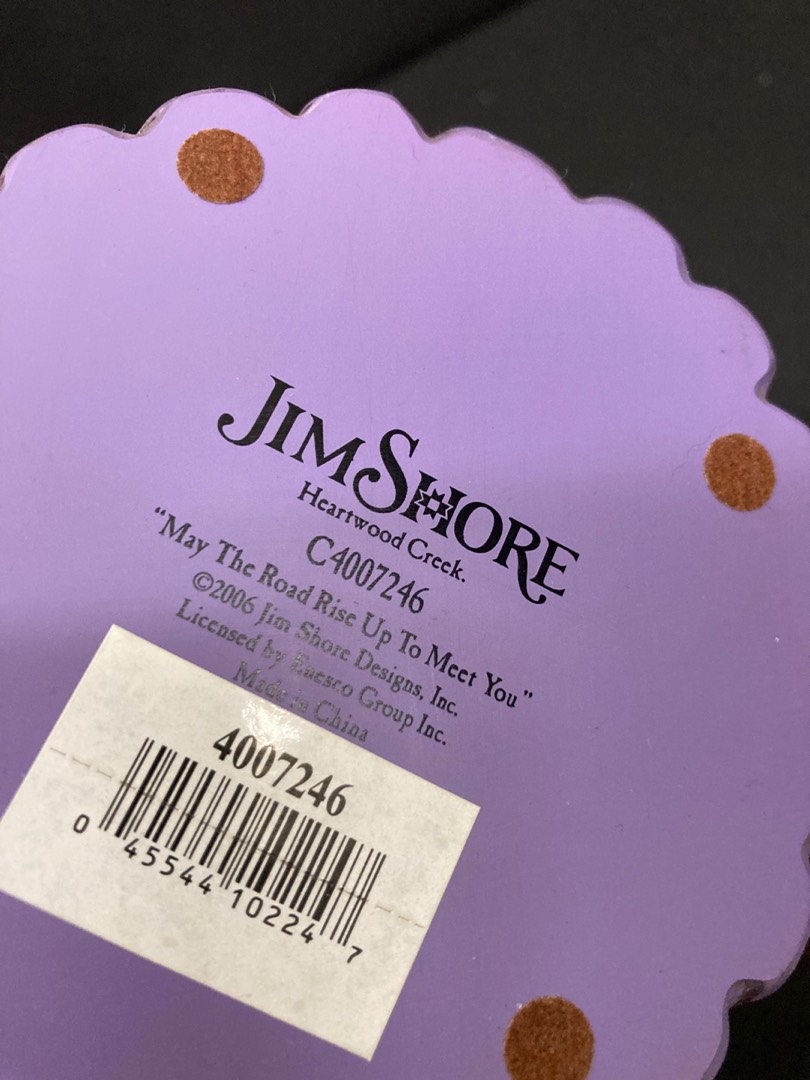 JIM SHORE
Heartwood Creek.
C4007246
"May The Road Rise Up To Meet You"
©2006 Jim Shore Designs, Inc.
Licensed by Enesco Group Inc.
Made in China
4007246
0 45544 10224 7